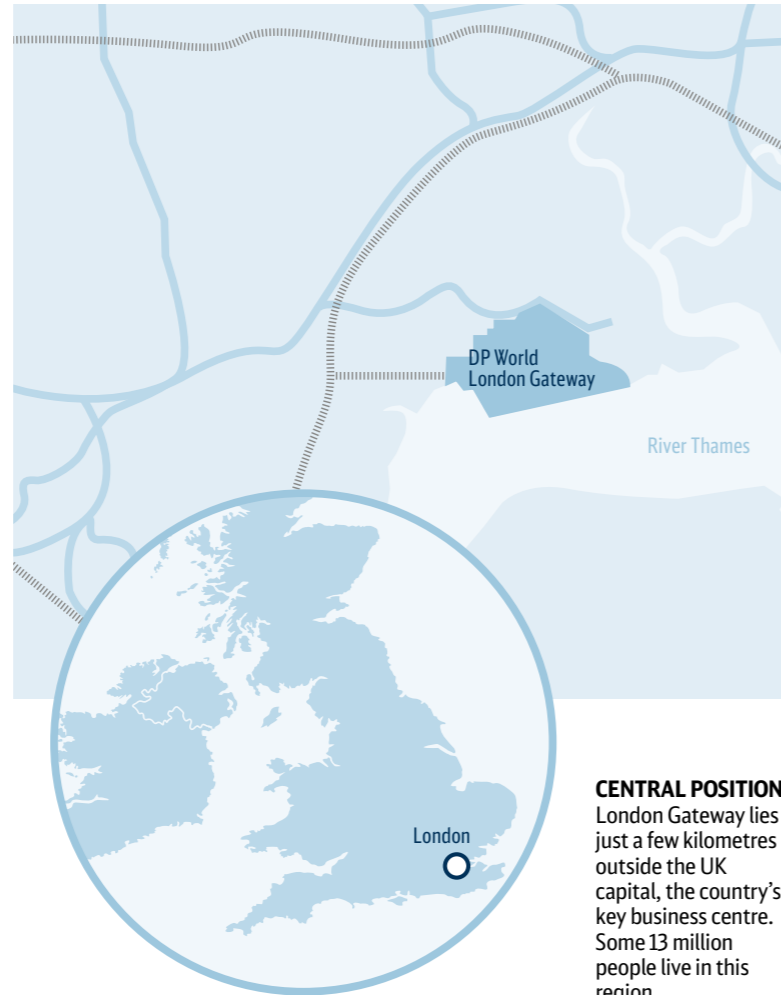 DP World
London Gateway
River Thames
London
CENTRAL POSITION
London Gateway lies
just a few kilometres
outside the UK
capital, the country’s
key business centre.
Some 13 million
people live in this
region